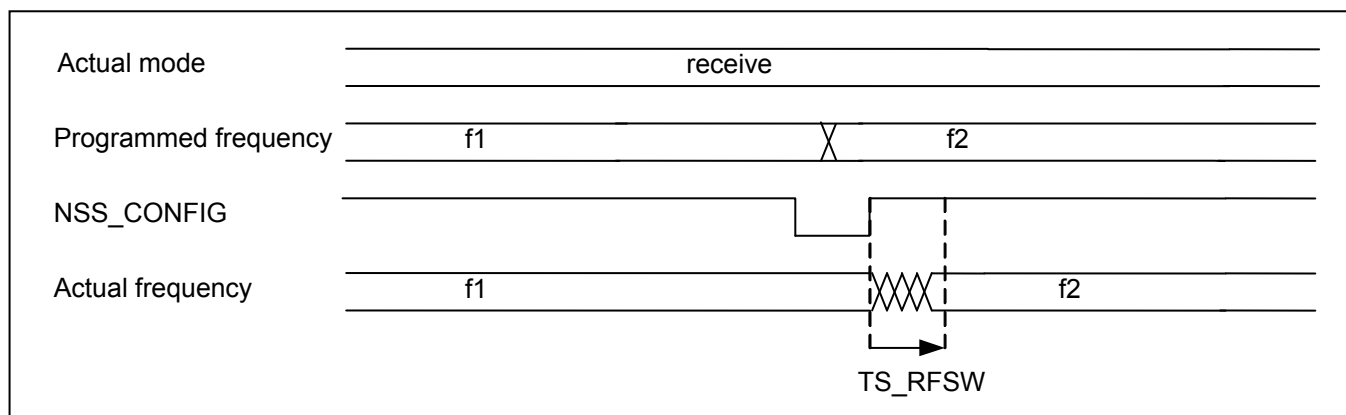 Actual mode
receive
Programmed frequency
f1
f2
NSS_CONFIG
Actual frequency
f1
f2
TS_RFSW